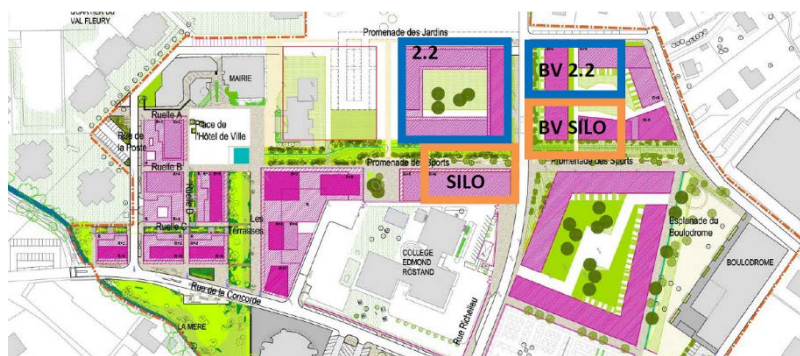 QUARTIER DU
VAL FLEURY
Promenade des Jardins
2.2
BV 2.2
MAIRIE
Ruelle A
Place de
l'Hôtel de Ville
Rue de
la Poste
BV SILO
Ruelle B
Promenade des Sports
Promenade des Sports
SILO
Ruelle D
Les
Terrasses
Ruelle C
Esplanade du
Boulodrome
COLLEGE
EDMOND
ROSTAND
BOULODROME
Rue de la Concorde
Rue Richelieu
LA MERE